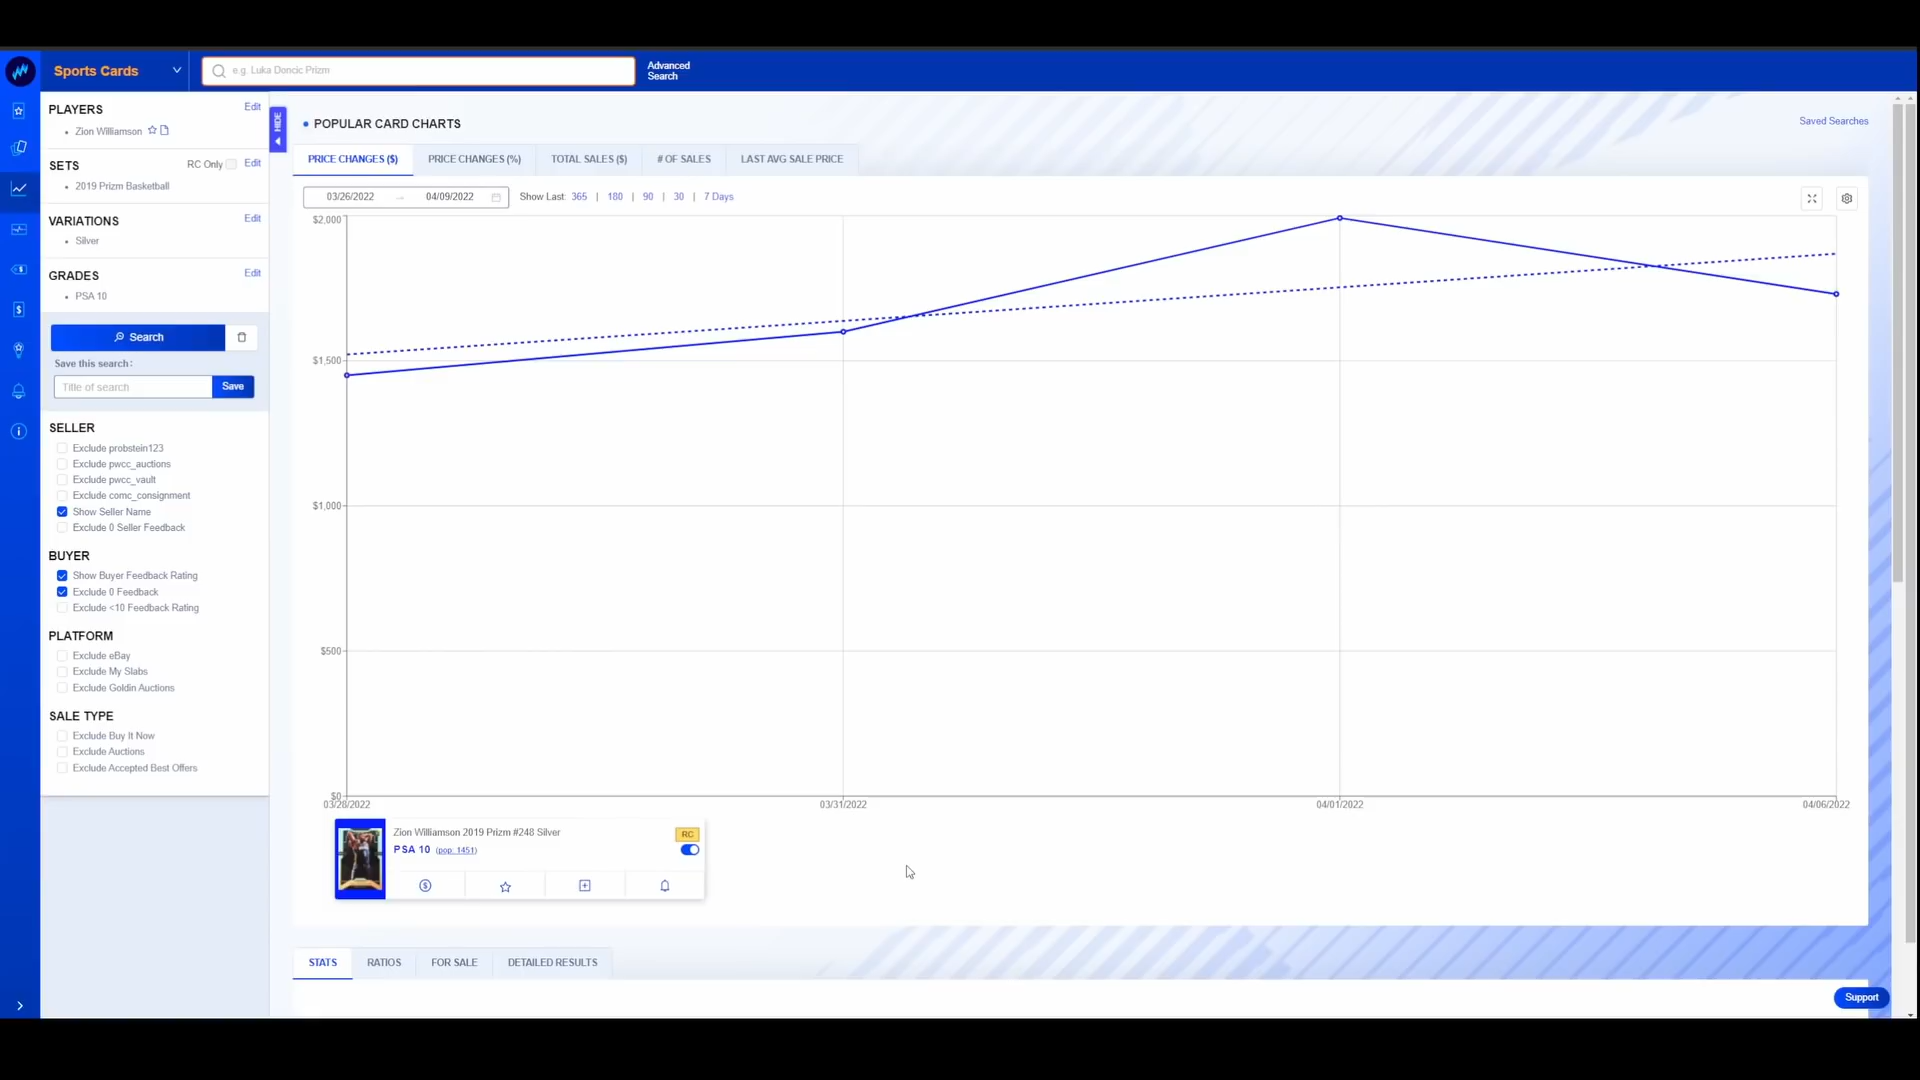 Sports Cards
e.g. Luka Doncic Prizm
Advanced
Search
PLAYERS
Edit
Zion Williamson
SETS
RC Only
Edit
2019 Prizm Basketball
VARIATIONS
Edit
Silver
GRADES
Edit
PSA 10
Search
Save this search:
Title of search
Save
SELLER
Exclude probstein123
Exclude pwcc_auctions
Exclude pwcc_vault
Exclude comc_consignment
Show Seller Name
Exclude 0 Seller Feedback
BUYER
Show Buyer Feedback Rating
Exclude 0 Feedback
Exclude <10 Feedback Rating
PLATFORM
Exclude eBay
Exclude My Slabs
Exclude Goldin Auctions
SALE TYPE
Exclude Buy It Now
Exclude Auctions
Exclude Accepted Best Offers
HIDE
POPULAR CARD CHARTS
Saved Searches
PRICE CHANGES ($)
PRICE CHANGES (%)
TOTAL SALES ($)
# OF SALES
LAST AVG SALE PRICE
03/26/2022 → 04/09/2022
Show Last: 365 | 180 | 90 | 30 | 7 Days
$2,000
$1,500
$1,000
$500
$0
03/28/2022
03/31/2022
04/01/2022
04/06/2022
Zion Williamson 2019 Prizm #248 Silver
RC
PSA 10 (pop: 1451)
STATS
RATIOS
FOR SALE
DETAILED RESULTS
Support